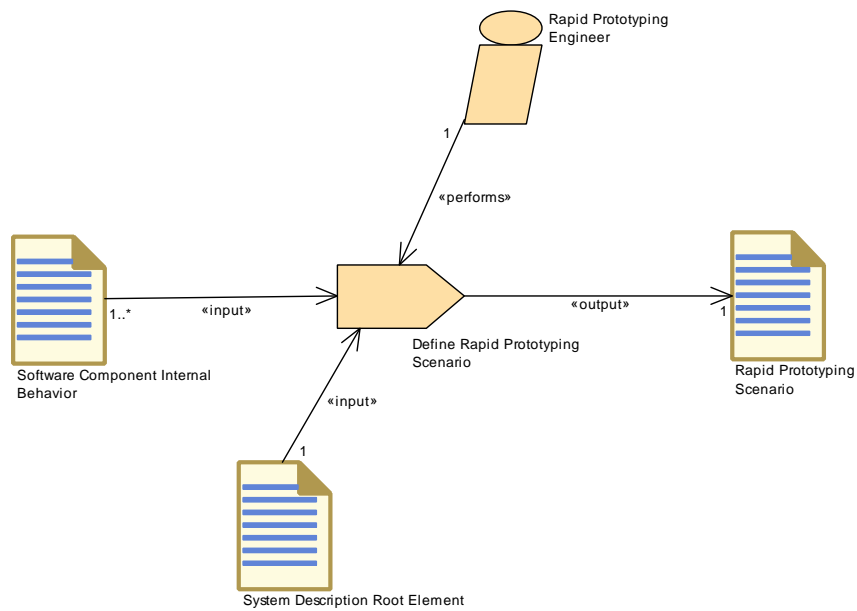 Rapid Prototyping
Engineer
1
«performs»
1..*
«input»
«output»
1
Define Rapid Prototyping
Scenario
Software Component Internal
Behavior
Rapid Prototyping
Scenario
«input»
1
System Description Root Element